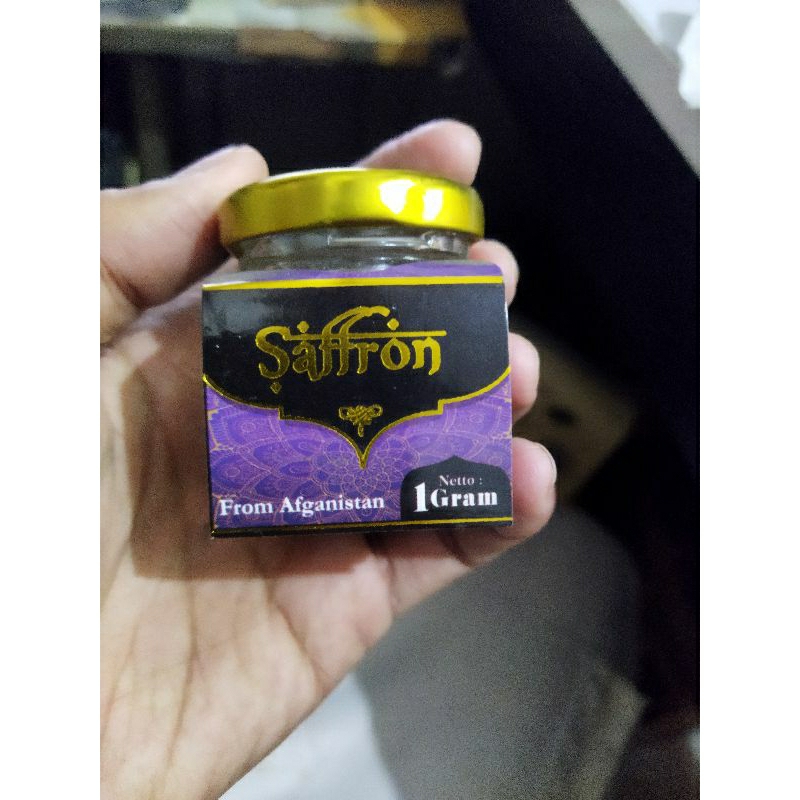 Saffron
From Afganistan
Netto :
1Gram